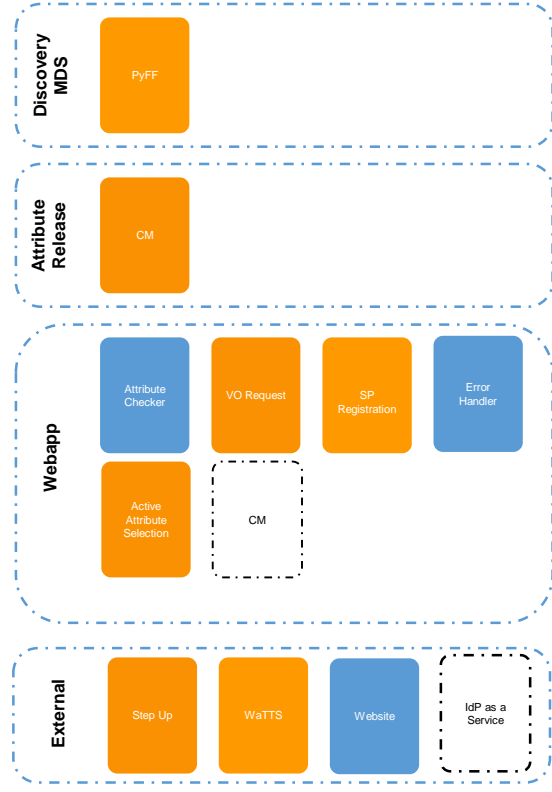 Discovery
MDS
PyFF
Attribute
Release
CM
Webapp
Attribute
Checker
VO Request
SP
Registration
Error
Handler
Active
Attribute
Selection
CM
External
Step Up
WaTTS
Website
IdP as a
Service